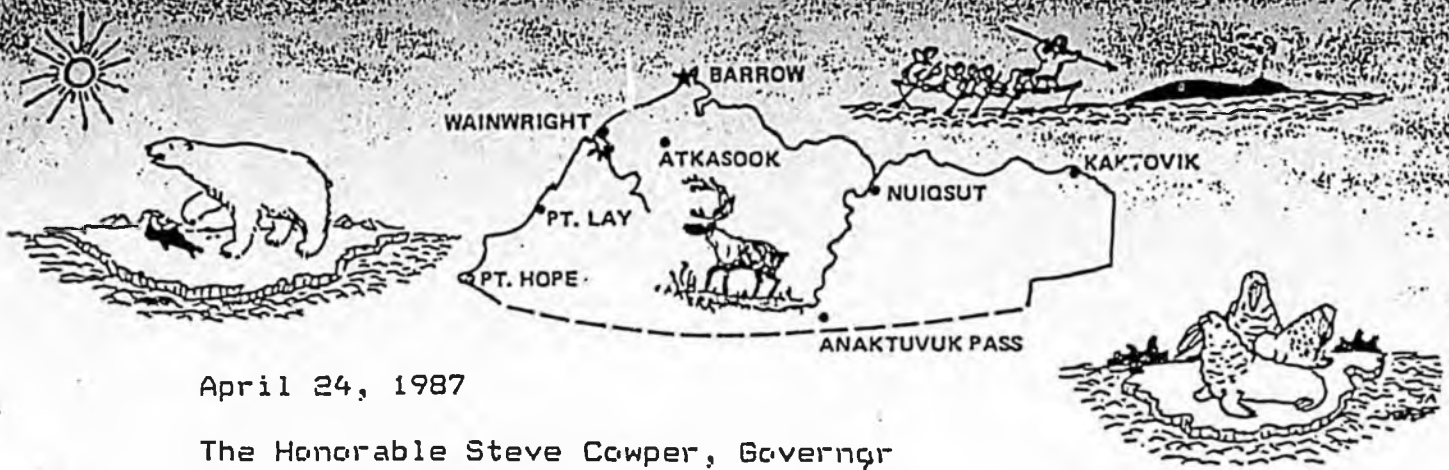 BARROW
WAINWRIGHT
ATKASOOK
KAKTOVIK
NUIQSUT
PT. LAY
PT. HOPE
ANAKTUVUK PASS
April 24, 1987
The Honorable Steve Cowper, Governor